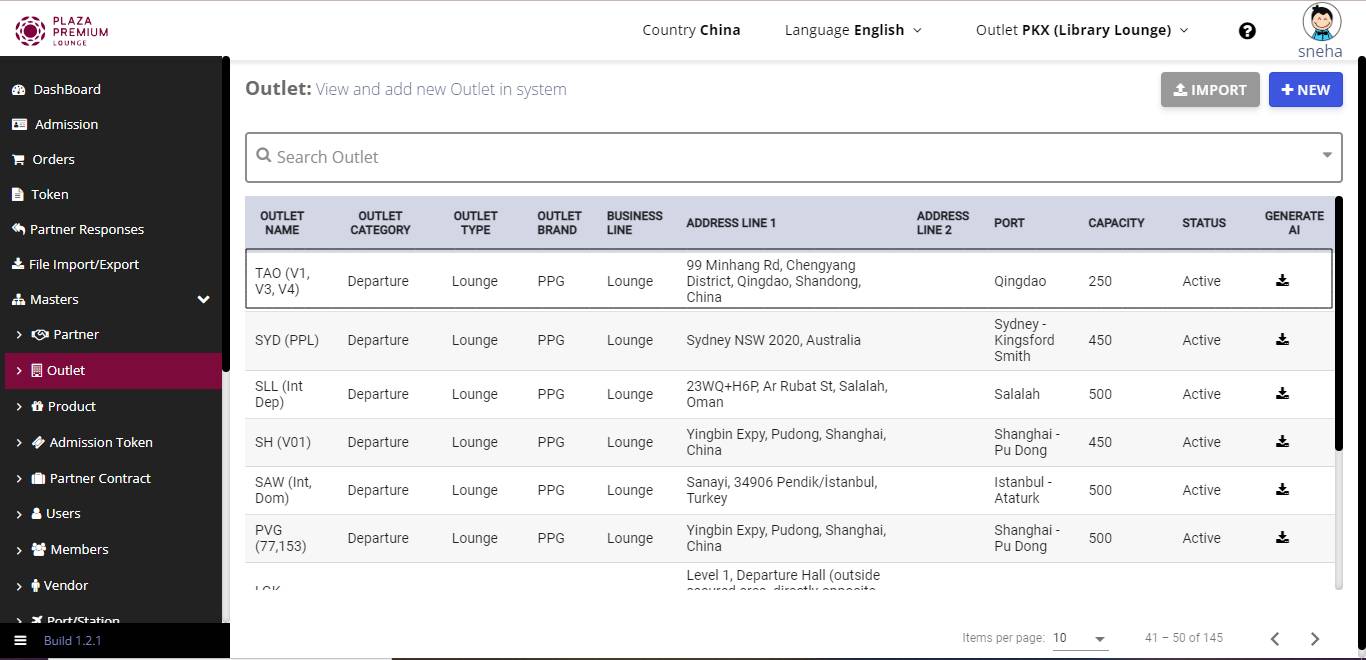 PLAZA
PREMIUM
LOUNGE
Country China
Language English
Outlet PKX (Library Lounge)
sneha
DashBoard
Admission
Orders
Token
Partner Responses
File Import/Export
Masters
Partner
Outlet
Product
Admission Token
Partner Contract
Users
Members
Vendor
Port/Station
Build 1.2.1
Outlet: View and add new Outlet in system
IMPORT
NEW
Search Outlet
OUTLET NAME OUTLET CATEGORY OUTLET TYPE OUTLET BRAND BUSINESS LINE ADDRESS LINE 1 ADDRESS LINE 2 PORT CAPACITY STATUS GENERATE AI
TAO (V1, V3, V4) Departure Lounge PPG Lounge 99 Minhang Rd, Chengyang District, Qingdao, Shandong, China Qingdao 250 Active
SYD (PPL) Departure Lounge PPG Lounge Sydney NSW 2020, Australia Sydney - Kingsford Smith 450 Active
SLL (Int Dep) Departure Lounge PPG Lounge 23WQ+H6P, Ar Rubat St, Salalah, Oman Salalah 500 Active
SH (V01) Departure Lounge PPG Lounge Yingbin Expy, Pudong, Shanghai, China Shanghai - Pu Dong 450 Active
SAW (Int, Dom) Departure Lounge PPG Lounge Sanayi, 34906 Pendik/İstanbul, Turkey Istanbul - Ataturk 500 Active
PVG (77,153) Departure Lounge PPG Lounge Yingbin Expy, Pudong, Shanghai, China Shanghai - Pu Dong 500 Active
Level 1, Departure Hall (outside
secured area, directly opposite
Items per page: 10
41 – 50 of 145